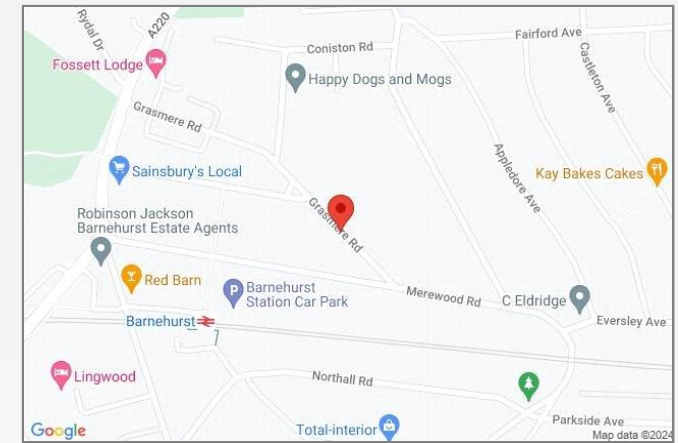 Rydal Dr
A220
Coniston Rd
Fairford Ave
Castleton Ave
Fossett Lodge
Happy Dogs and Mogs
Grasmere Rd
Appledore Ave
Kay Bakes Cakes
Sainsbury's Local
Grasmere Rd
Robinson Jackson
Barnehurst Estate Agents
Red Barn
P
Barnehurst
Station Car Park
Merewood Rd
C Eldridge
Barnehurst
Eversley Ave
Lingwood
Northall Rd
Parkside Ave
Total-interior
Google
Map data ©2024